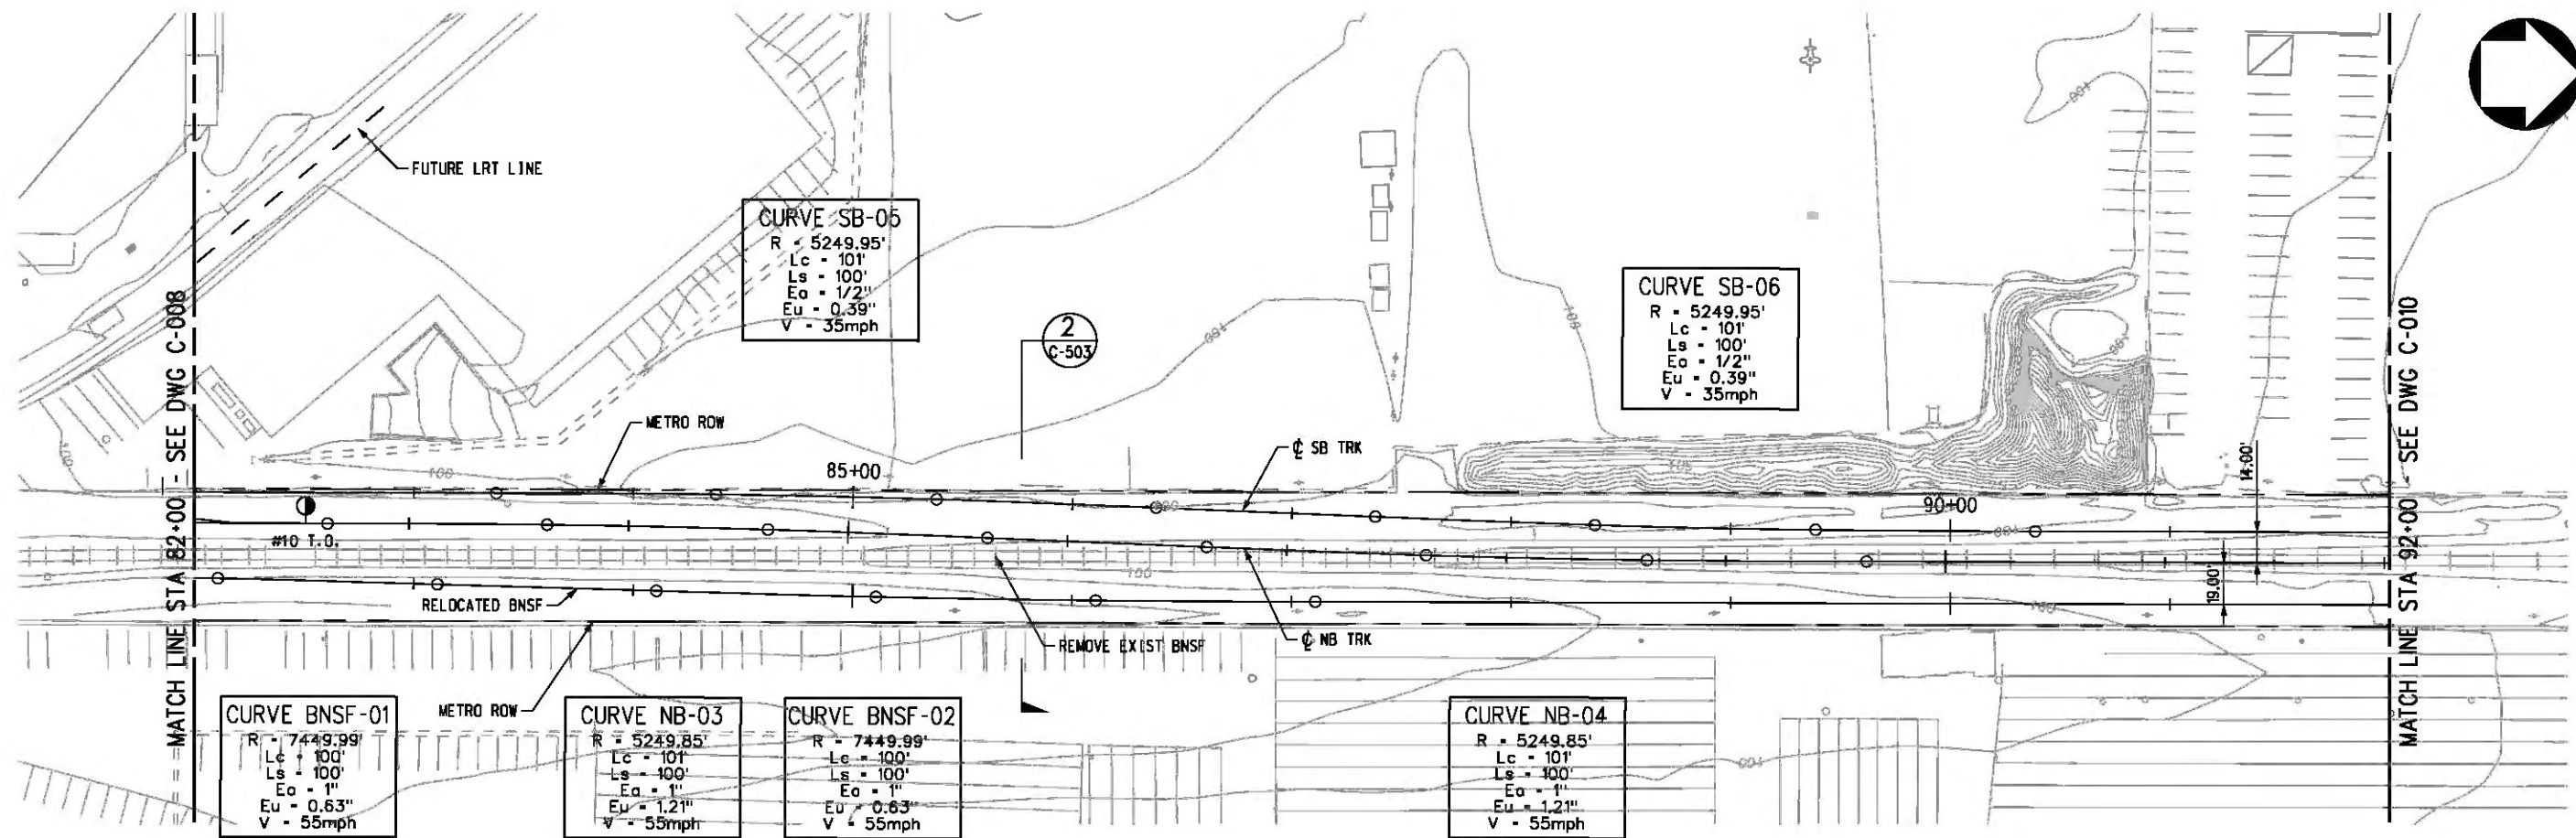 FUTURE LRT LINE
CURVE SB-05
R = 5249.95'
Lc = 101'
Ls = 100'
Ea = 1/2"
Eu = 0.39"
V = 35mph
2
C-503
CURVE SB-06
R = 5249.95'
Lc = 101'
Ls = 100'
Ea = 1/2"
Eu = 0.39"
V = 35mph
MATCH LINE STA 82+00 - SEE DWG C-008
MATCH LINE STA 92+00 - SEE DWG C-010
METRO ROW
℄ SB TRK
100
85+00
90+00
14.00'
#10 T.O.
100
19.00'
RELOCATED BNSF
REMOVE EXIST BNSF
℄ NB TRK
METRO ROW
CURVE BNSF-01
R = 7449.99'
Lc = 100'
Ls = 100'
Ea = 1"
Eu = 0.63"
V = 55mph
CURVE NB-03
R = 5249.85'
Lc = 101'
Ls = 100'
Ea = 1"
Eu = 1.21"
V = 55mph
CURVE BNSF-02
R = 7449.99'
Lc = 100'
Ls = 100'
Ea = 1"
Eu = 0.63"
V = 55mph
CURVE NB-04
R = 5249.85'
Lc = 101'
Ls = 100'
Ea = 1"
Eu = 1.21"
V = 55mph